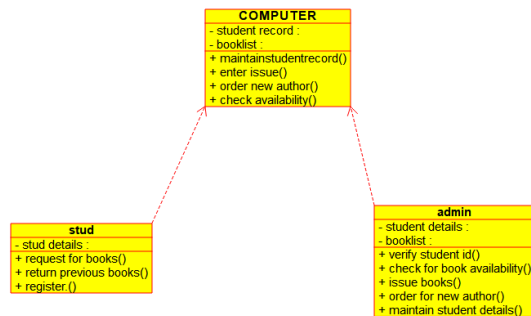 COMPUTER
- student record :
- booklist :
+ maintainstudentrecord()
+ enter issue()
+ order new author()
+ check availability()
stud
- stud details :
+ request for books()
+ return previous books()
+ register.()
admin
- student details :
- booklist :
+ verify student id()
+ check for book availability()
+ issue books()
+ order for new author()
+ maintain student details()